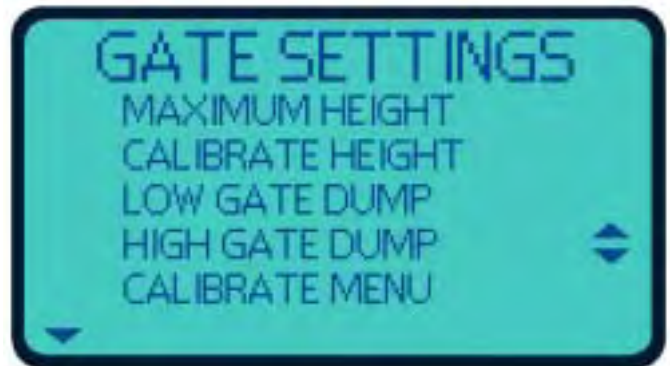 GATE SETTINGS
MAXIMUM HEIGHT
CALIBRATE HEIGHT
LOW GATE DUMP
HIGH GATE DUMP
CALIBRATE MENU